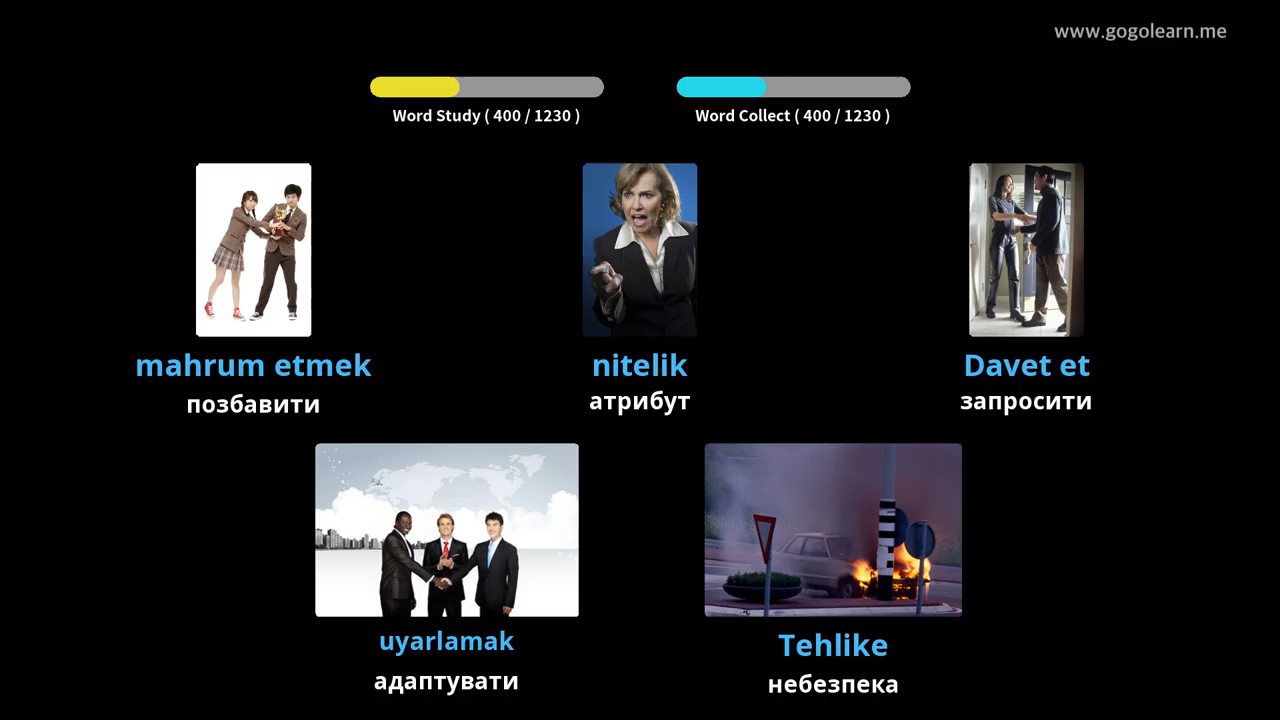 www.gogolearn.me
Word Study ( 400 / 1230 )
Word Collect ( 400 / 1230 )
mahrum etmek
позбавити
nitelik
атрибут
Davet et
запросити
uyarlamak
адаптувати
Tehlike
небезпека